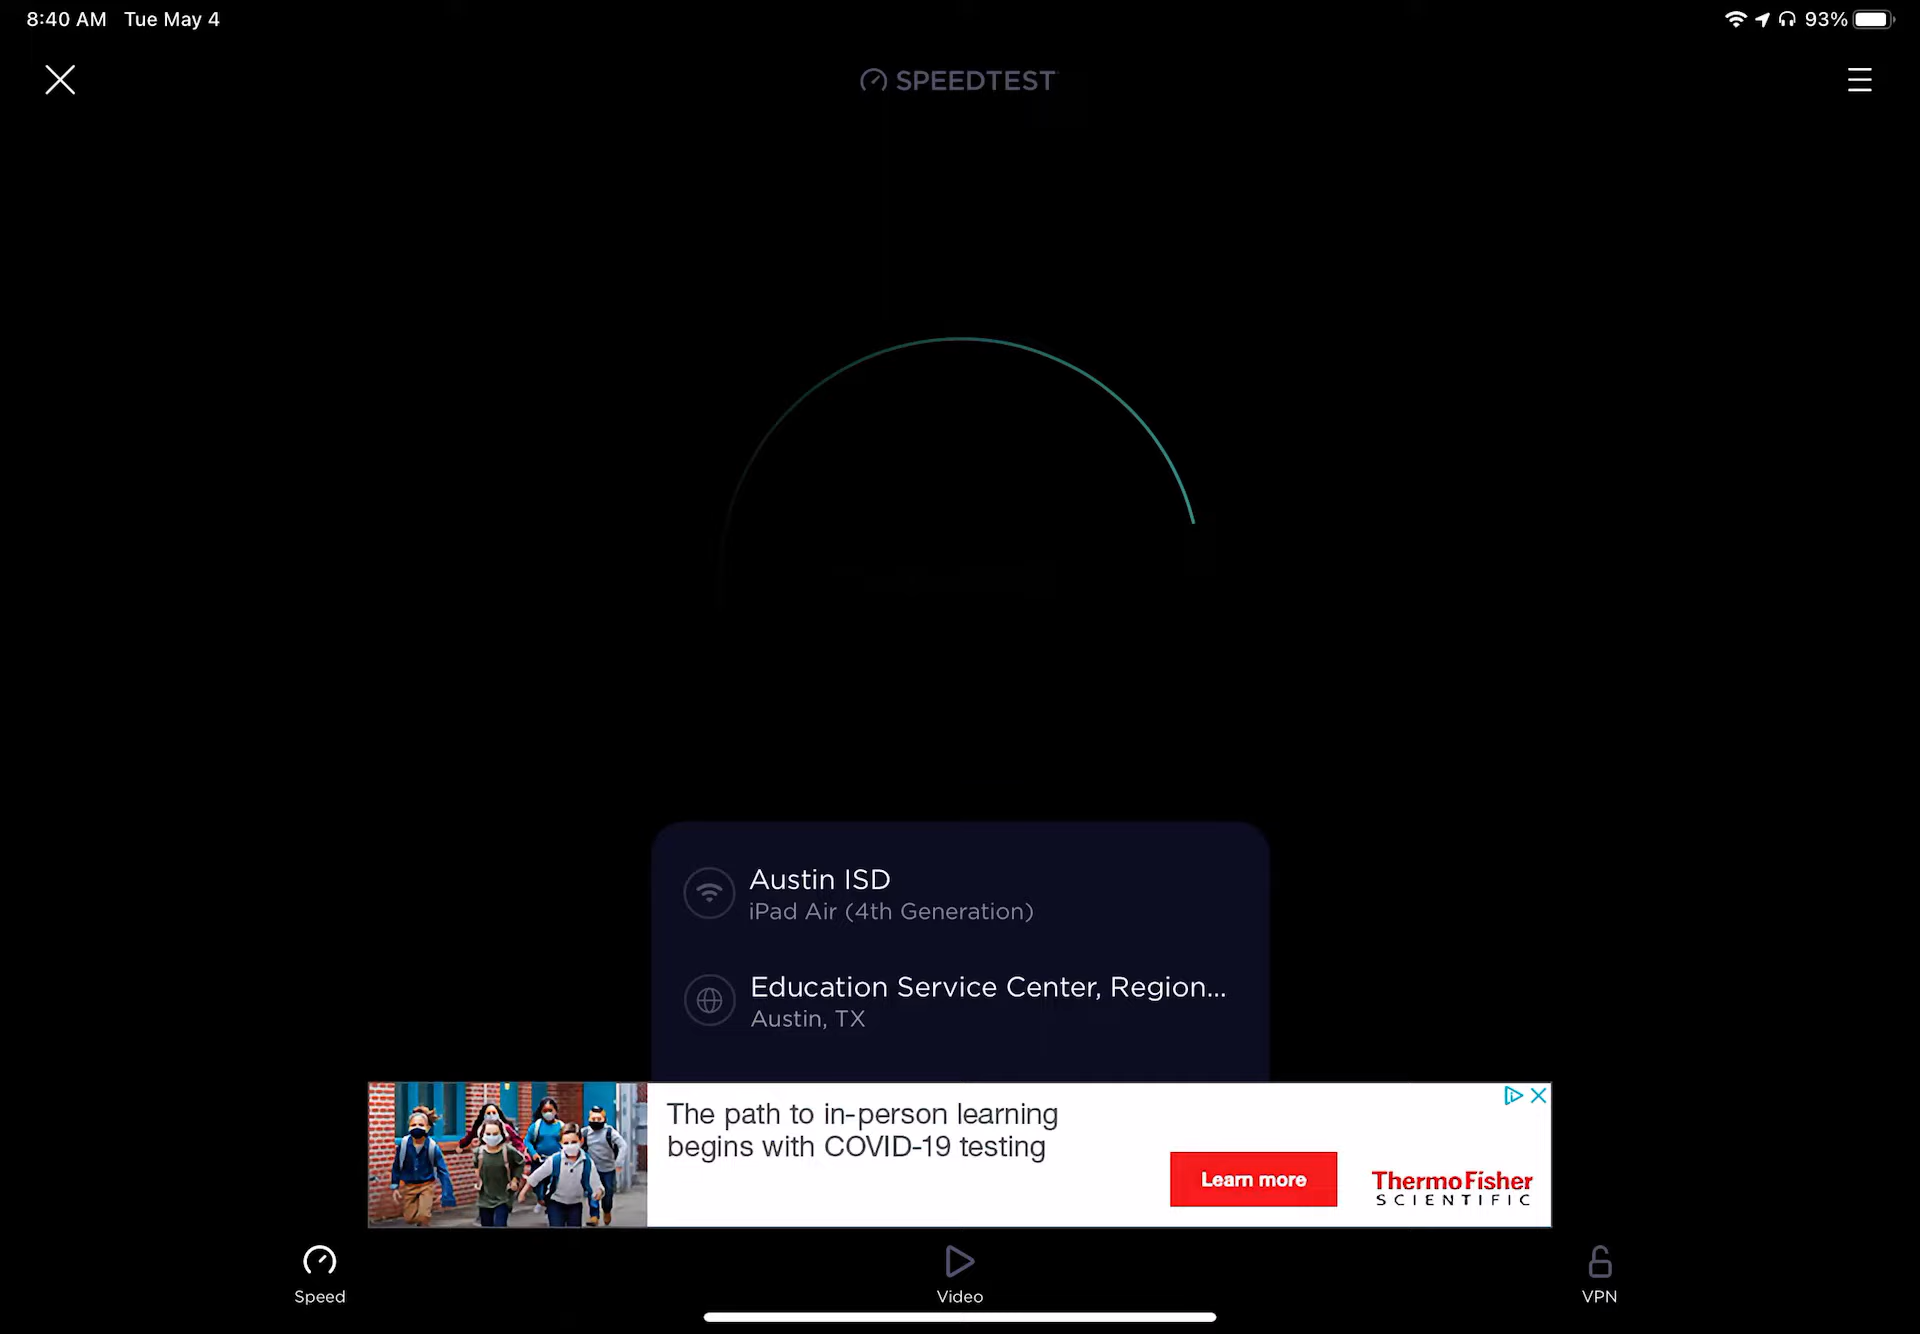 8:40 AM Tue May 4
93%
SPEEDTEST
Austin ISD
iPad Air (4th Generation)
Education Service Center, Region...
Austin, TX
The path to in-person learning
begins with COVID-19 testing
Learn more
ThermoFisher
SCIENTIFIC
Speed
Video
VPN